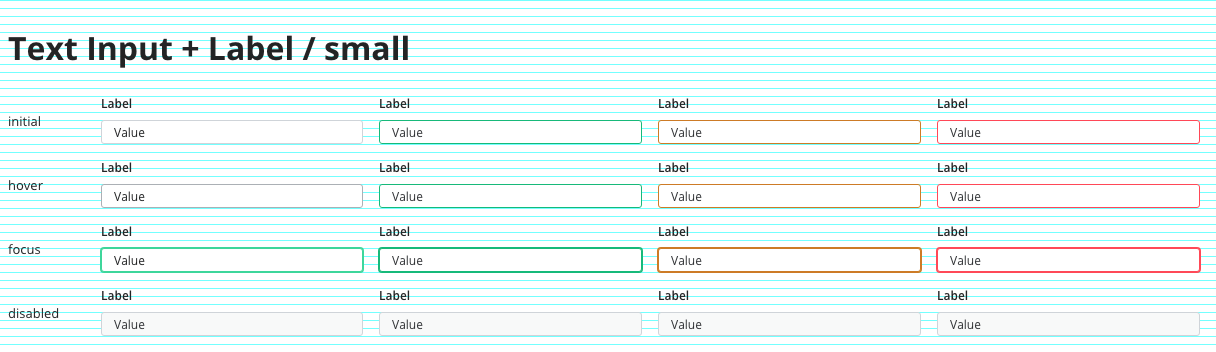 Text Input + Label / small
Label Label Label Label
initial Value Value Value Value
Label Label Label Label
hover Value Value Value Value
Label Label Label Label
focus Value Value Value Value
Label Label Label Label
disabled Value Value Value Value